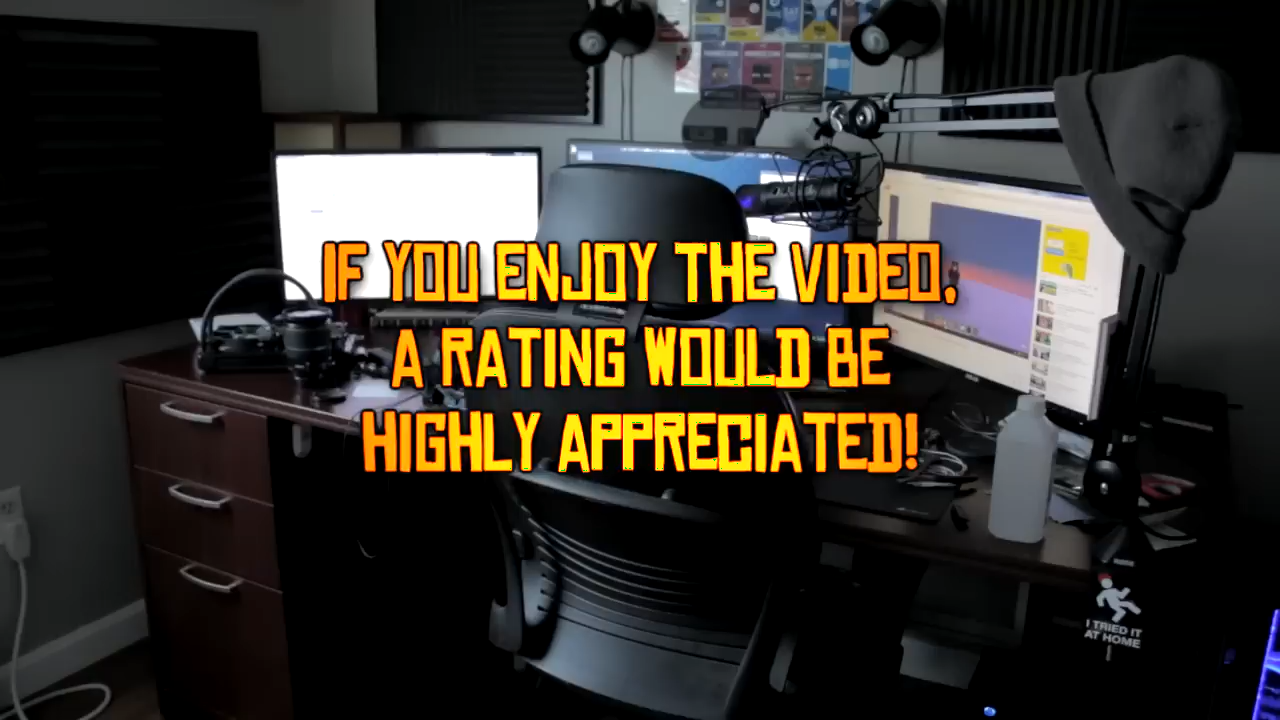 IF YOU ENJOY THE VIDEO,
A RATING WOULD BE
HIGHLY APPRECIATED!
I TRIED IT
AT HOME